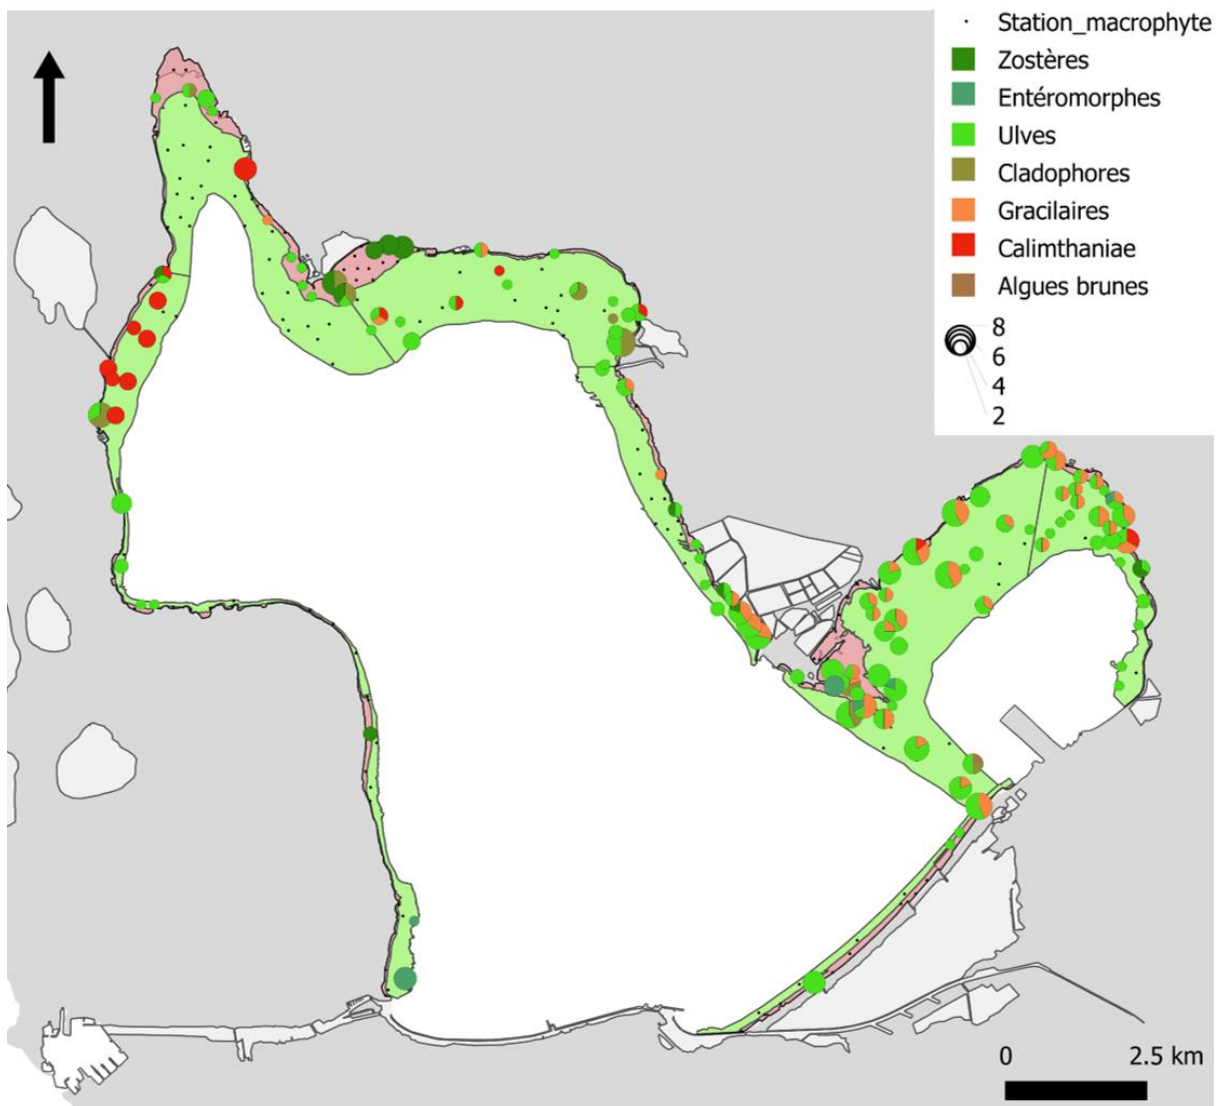 Station_macrophyte
Zostères
Entéromorphes
Ulves
Cladophores
Gracilaires
Calimthaniae
Algues brunes
8
6
4
2
0 2.5 km